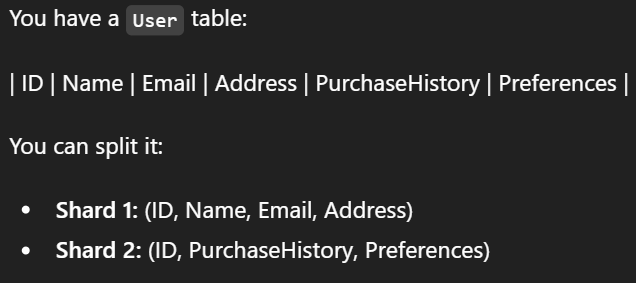 You have a User table:
| ID | Name | Email | Address | PurchaseHistory | Preferences |
You can split it:
• Shard 1: (ID, Name, Email, Address)
• Shard 2: (ID, PurchaseHistory, Preferences)